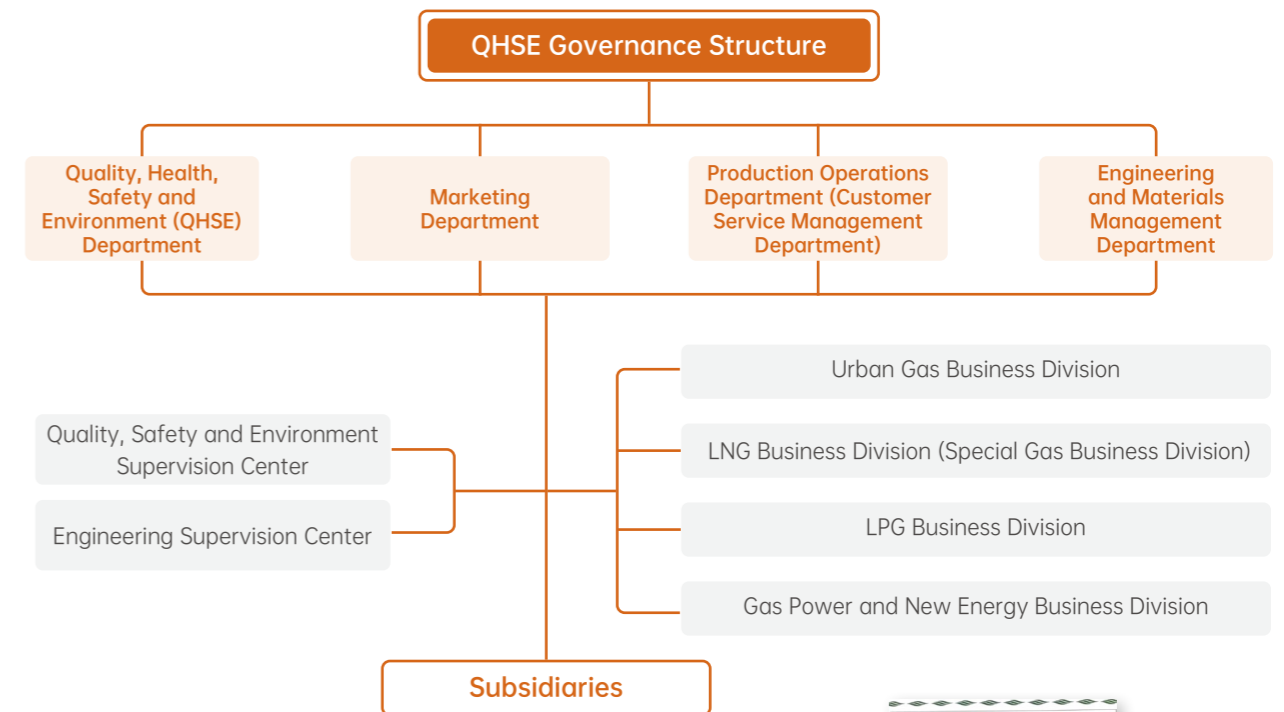 QHSE Governance Structure
Quality, Health,
Safety and
Environment (QHSE)
Department
Marketing
Department
Production Operations
Department (Customer
Service Management
Department)
Engineering
and Materials
Management
Department
Quality, Safety and Environment
Supervision Center
Engineering Supervision Center
Urban Gas Business Division
LNG Business Division (Special Gas Business Division)
LPG Business Division
Gas Power and New Energy Business Division
Subsidiaries